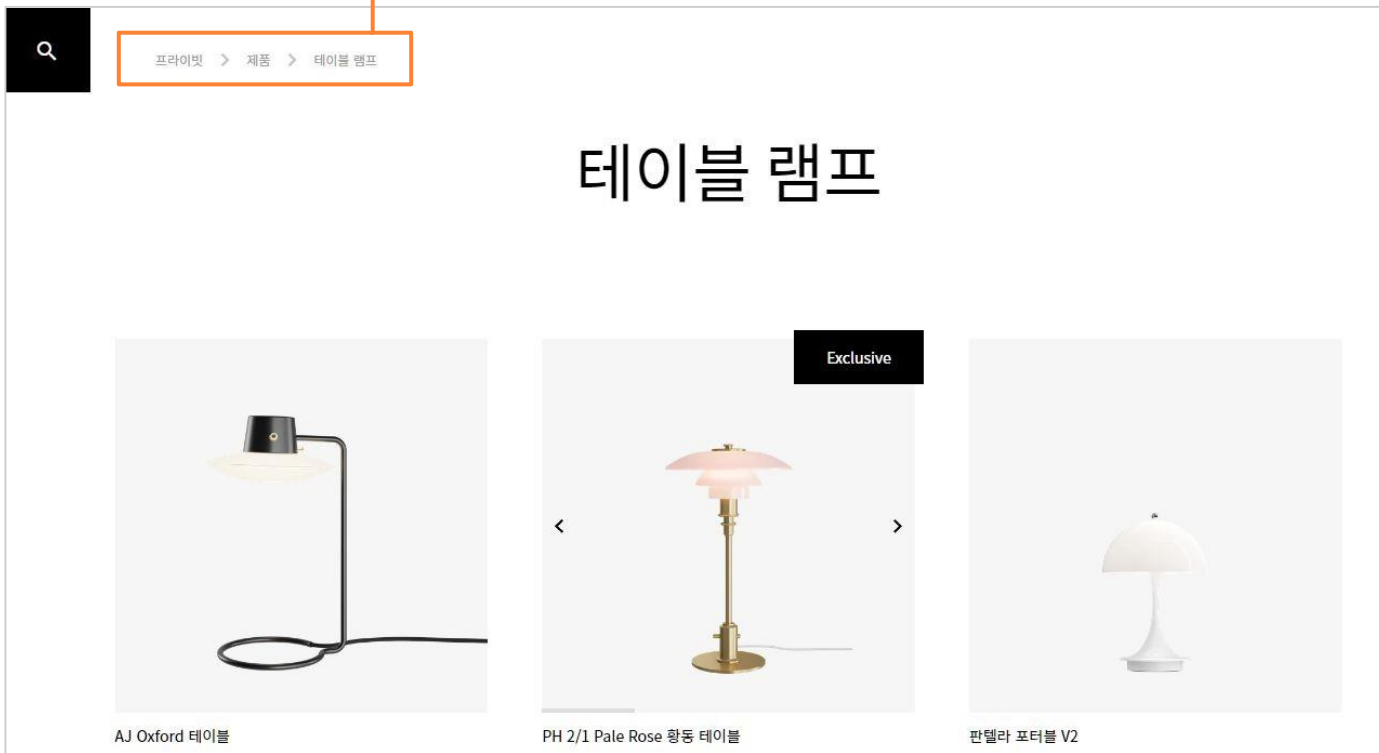 프라이빗 > 제품 > 테이블 램프
테이블 램프
Exclusive
AJ Oxford 테이블
PH 2/1 Pale Rose 황동 테이블
판텔라 포터블 V2